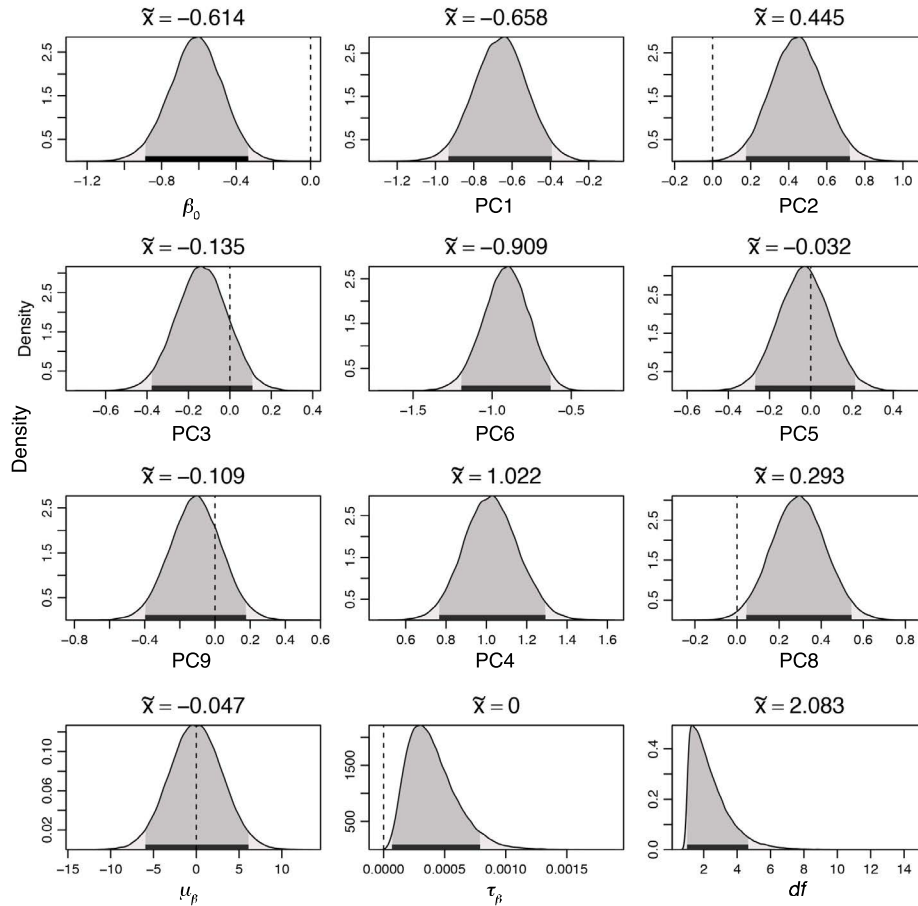 x̃ = −0.614
0.5 1.5 2.5
−1.2 −0.8 −0.4 0.0
β₀
x̃ = −0.658
0.5 1.5 2.5
−1.2 −1.0 −0.8 −0.6 −0.4 −0.2
PC1
x̃ = 0.445
0.5 1.5 2.5
−0.2 0.0 0.2 0.4 0.6 0.8 1.0
PC2
x̃ = −0.135
Density
0.5 1.5 2.5
−0.6 −0.4 −0.2 0.0 0.2 0.4
PC3
x̃ = −0.909
0.5 1.5 2.5
−1.5 −1.0 −0.5
PC6
x̃ = −0.032
0.5 1.5 2.5
−0.6 −0.4 −0.2 0.0 0.2 0.4
PC5
Density
x̃ = −0.109
0.5 1.5 2.5
−0.8 −0.4 0.0 0.2 0.4 0.6
PC9
x̃ = 1.022
0.5 1.5 2.5
0.6 0.8 1.0 1.2 1.4 1.6
PC4
x̃ = 0.293
0.5 1.5 2.5
−0.2 0.0 0.2 0.4 0.6 0.8
PC8
x̃ = −0.047
0.02 0.06 0.10
−15 −10 −5 0 5 10
μᵦ
x̃ = 0
500 1500
0.0000 0.0005 0.0010 0.0015
τᵦ
x̃ = 2.083
0.0 0.2 0.4
2 4 6 8 10 12 14
df